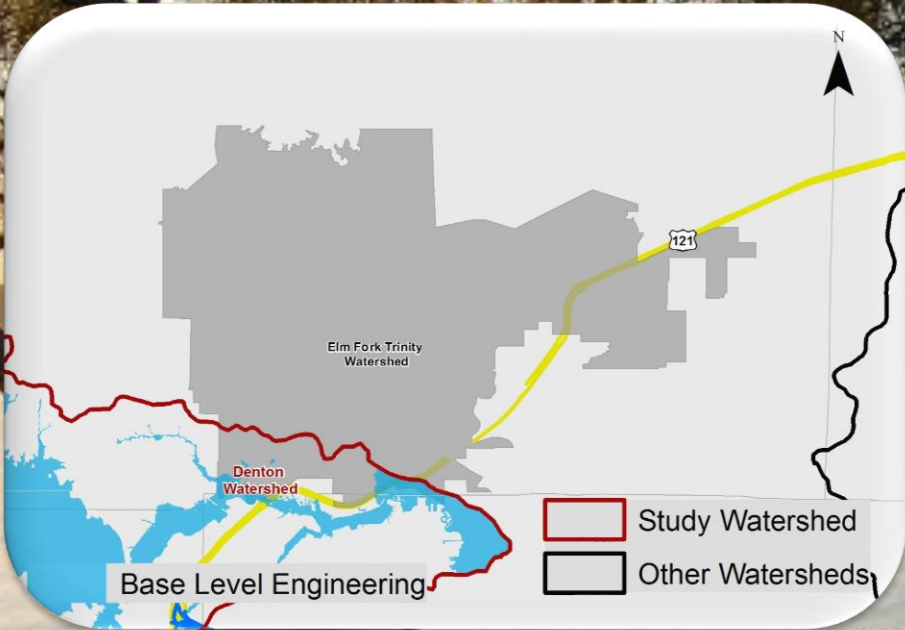 N
121
Elm Fork Trinity
Watershed
Denton
Watershed
Study Watershed
Base Level Engineering
Other Watersheds